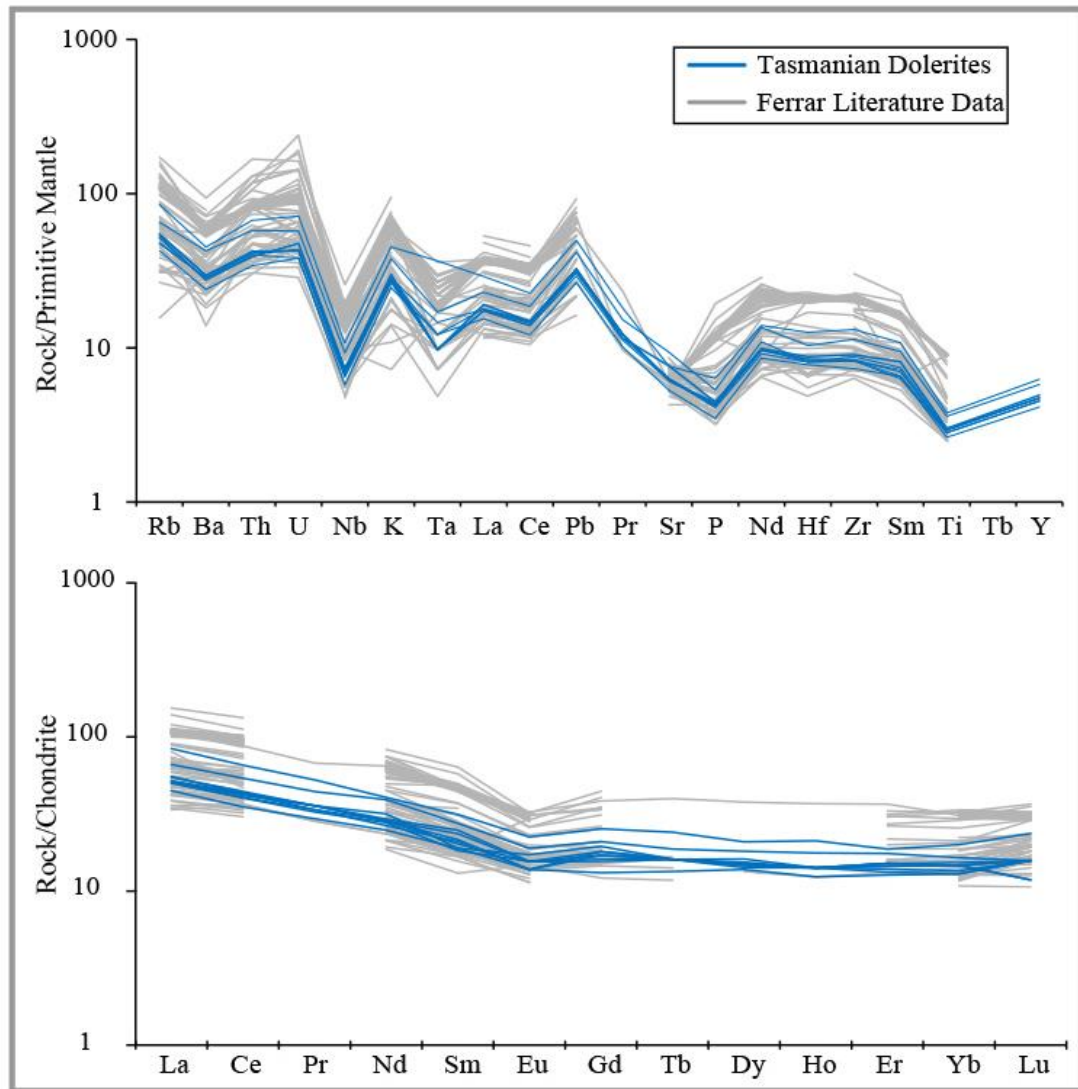 1000
100
10
1
Rock/Primitive Mantle
Tasmanian Dolerites
Ferrar Literature Data
Rb Ba Th U Nb K Ta La Ce Pb Pr Sr P Nd Hf Zr Sm Ti Tb Y
1000
100
10
1
Rock/Chondrite
La Ce Pr Nd Sm Eu Gd Tb Dy Ho Er Yb Lu